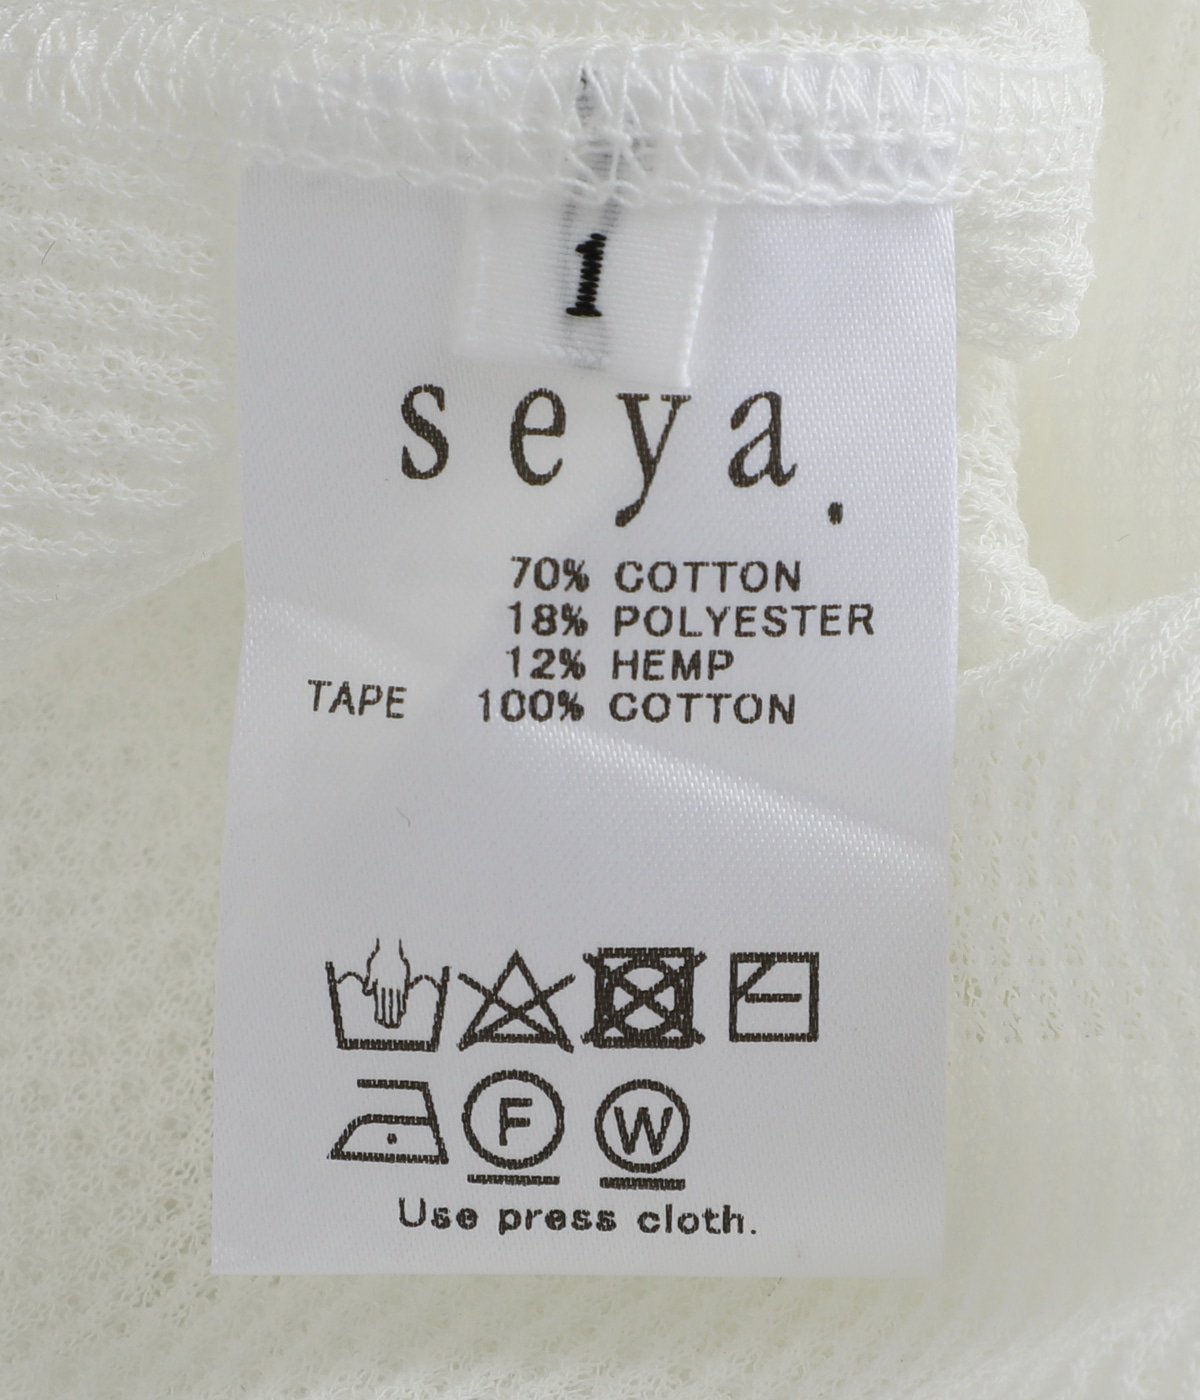 1
seya.
70% COTTON
18% POLYESTER
12% HEMP
TAPE 100% COTTON
F W
Use press cloth.